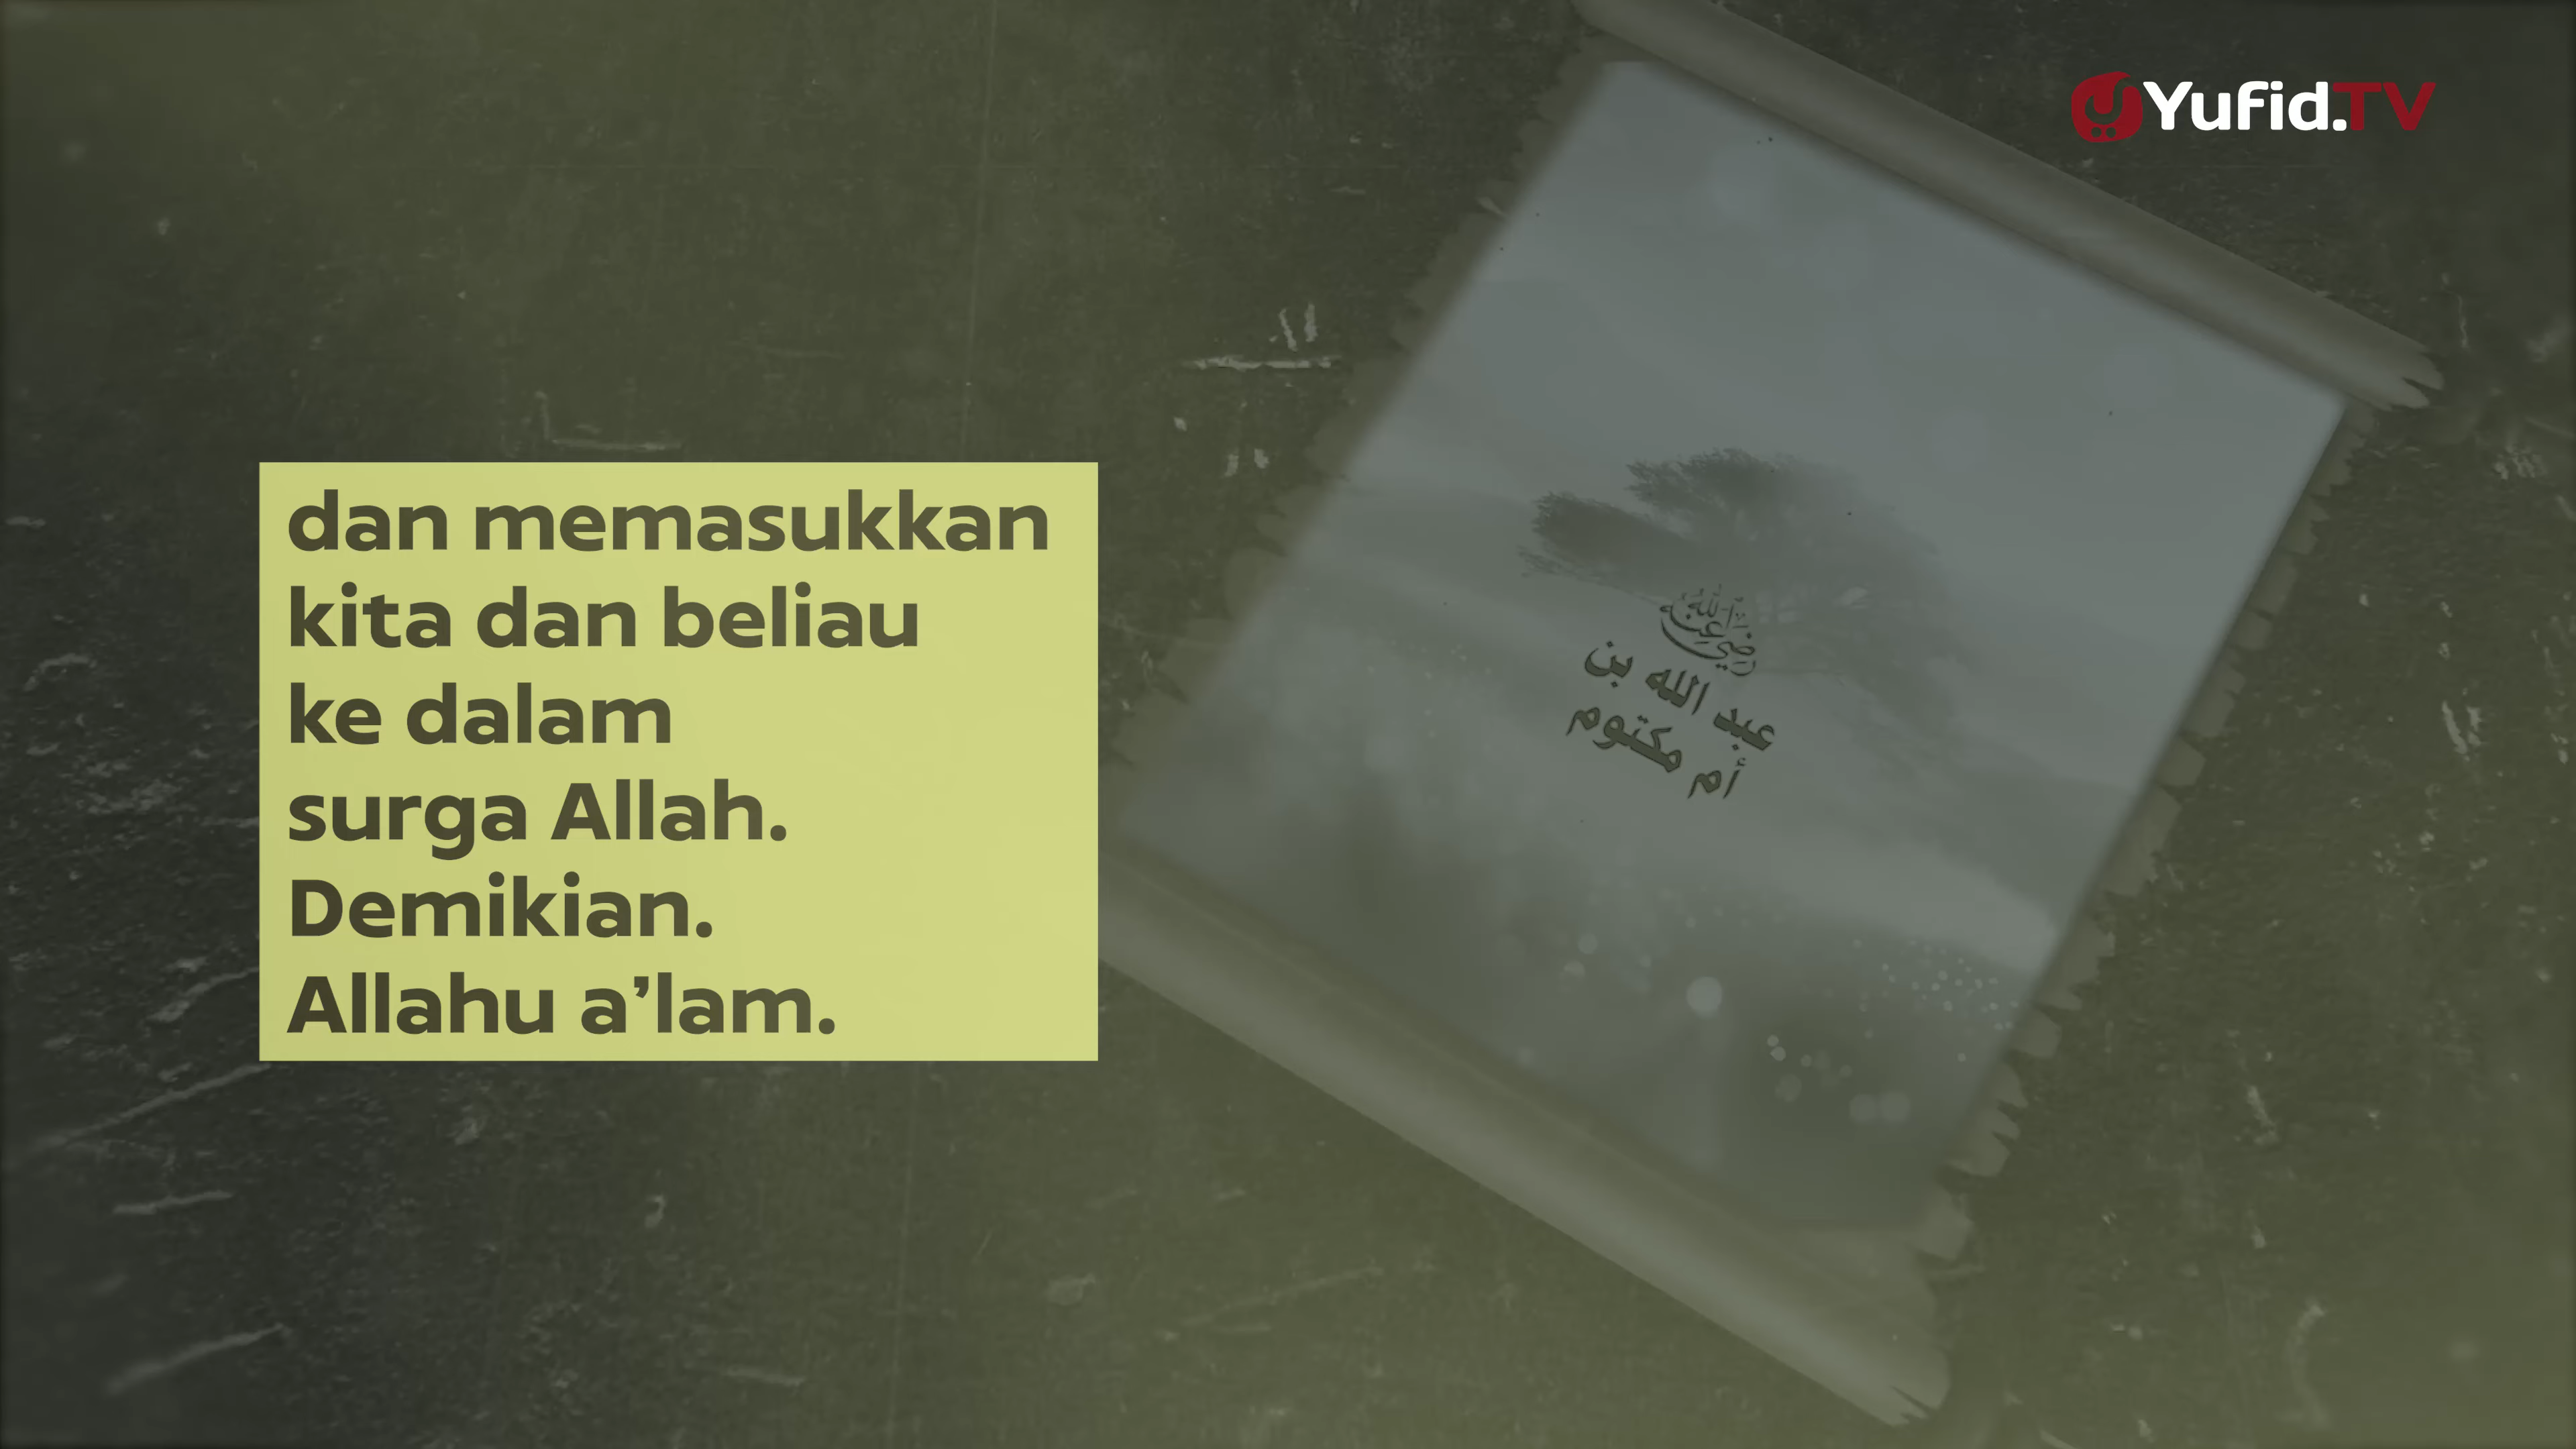 Yufid.TV
dan memasukkan
kita dan beliau
ke dalam
surga Allah.
Demikian.
Allahu a’lam.
رضي الله عنه
عبد الله بن
أم مكتوم